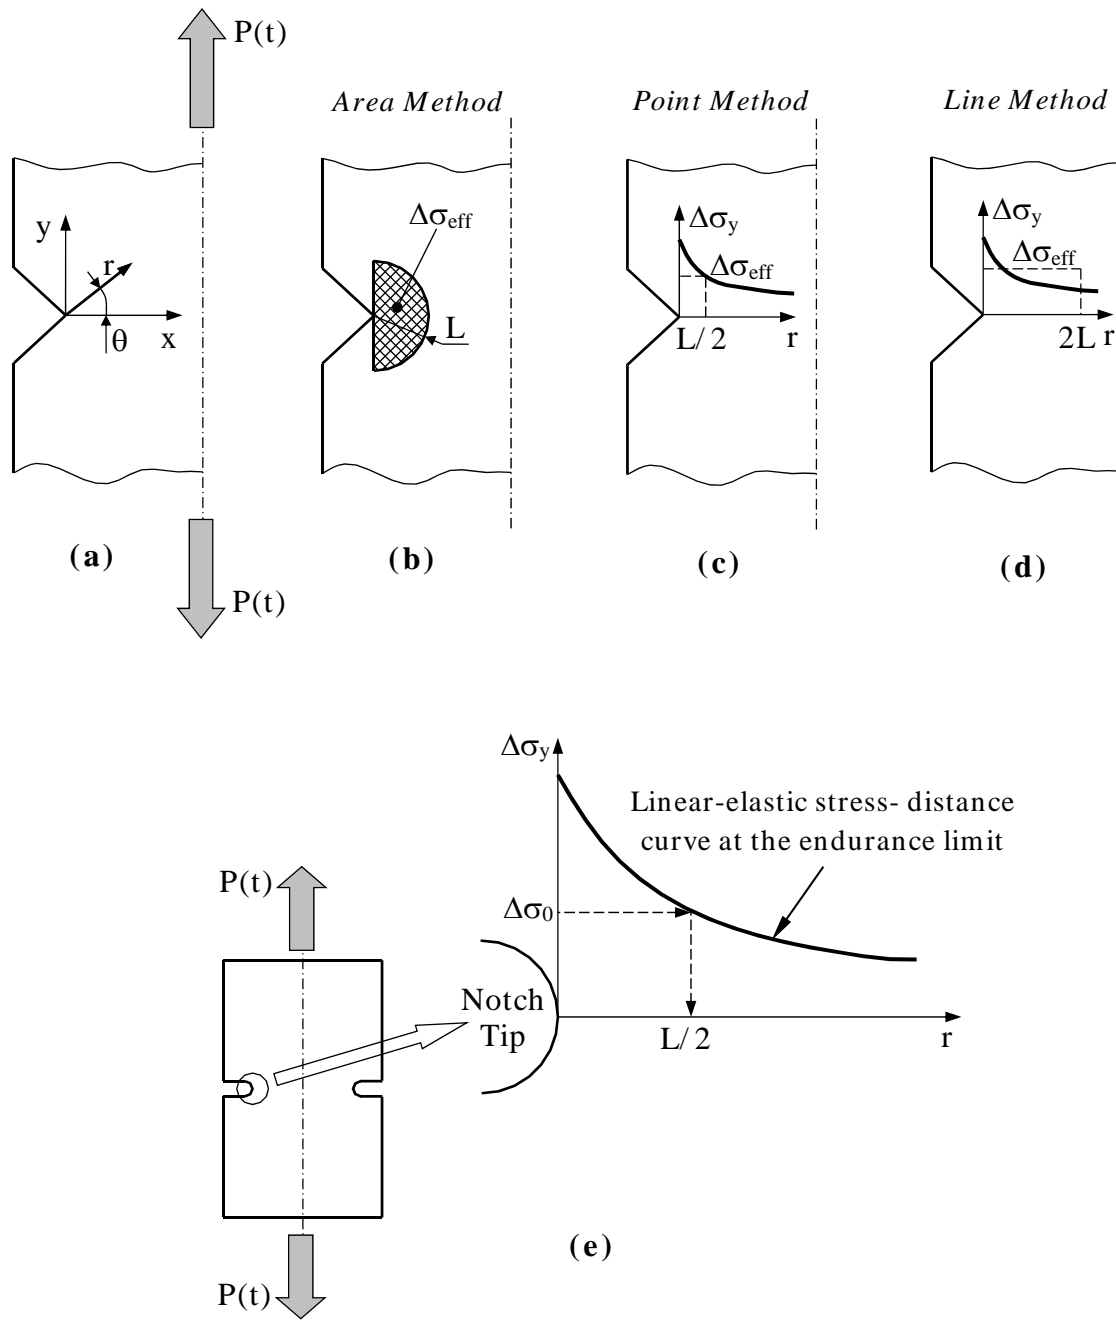 P(t)
Area Method
Point Method
Line Method
y
r
x
θ
P(t)
(a)
Δσeff
L
(b)
Δσy
Δσeff
L/2
r
(c)
Δσy
Δσeff
2L
r
(d)
Δσy
Linear-elastic stress- distance
curve at the endurance limit
Δσ0
Notch
Tip
L/2
r
P(t)
P(t)
(e)